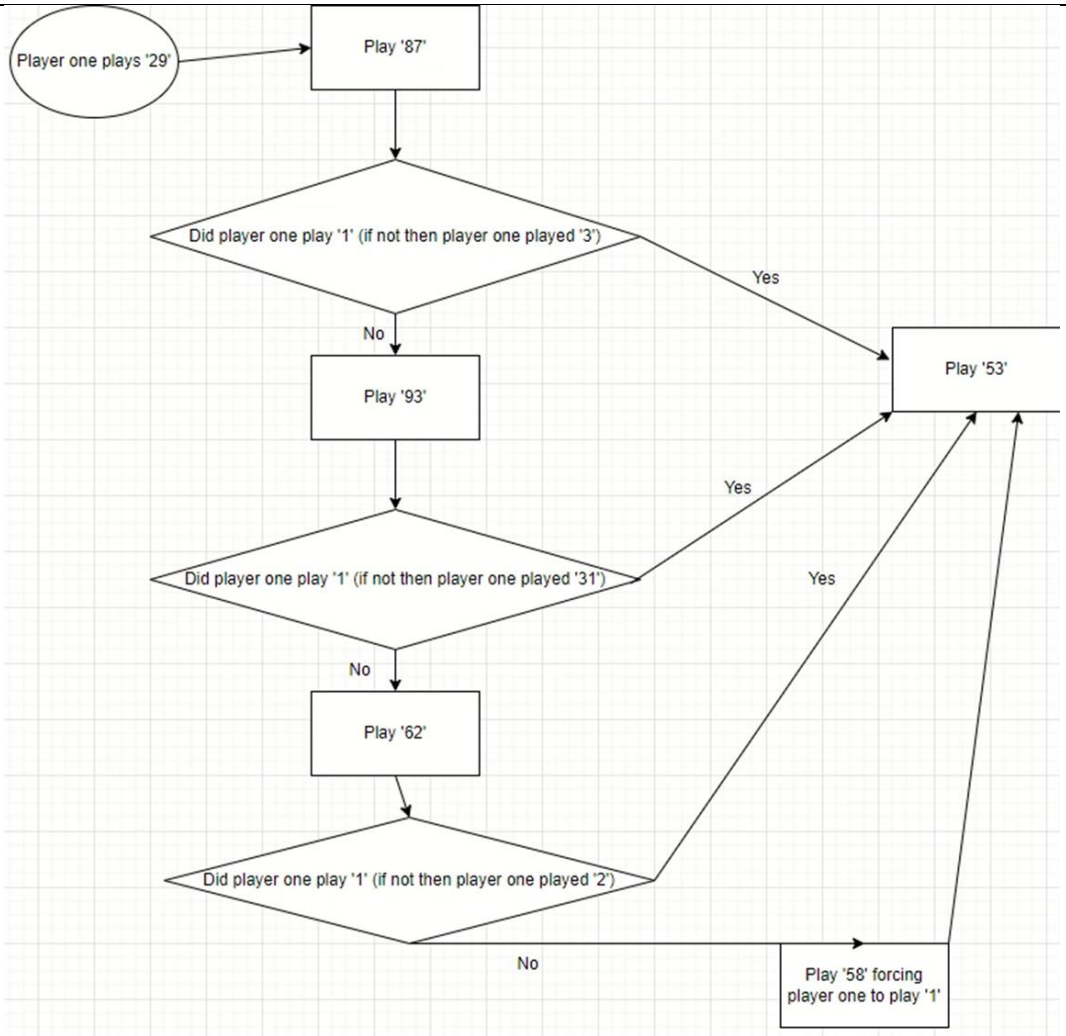 Player one plays '29'
Play '87'
Did player one play '1' (if not then player one played '3')
Yes
No
Play '53'
Play '93'
Yes
Did player one play '1' (if not then player one played '31')
Yes
No
Play '62'
Did player one play '1' (if not then player one played '2')
No
Play '58' forcing
player one to play '1'